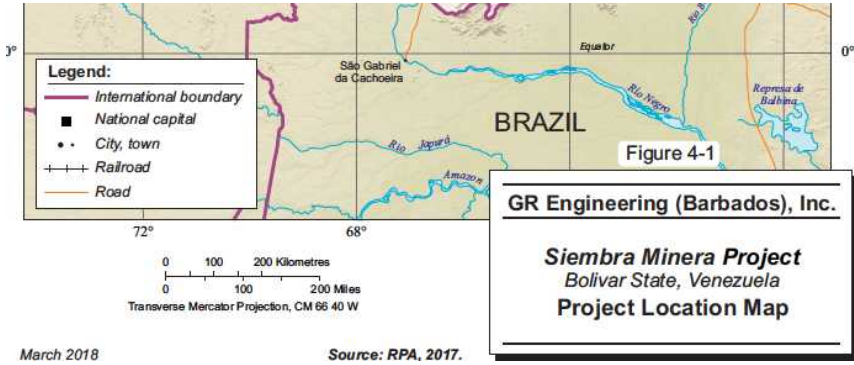 0°
0°
Equator
Rio
São Gabriel
da Cachoeira
Legend:
International boundary
National capital
City, town
Railroad
Road
Rio Negro
Represa de
Balbina
BRAZIL
Rio Japurá
Amazon
Figure 4-1
72°
68°
GR Engineering (Barbados), Inc.
Siembra Minera Project
Bolivar State, Venezuela
Project Location Map
0 100 200 Kilometres
0 100 200 Miles
Transverse Mercator Projection, CM 66 40 W
March 2018
Source: RPA, 2017.